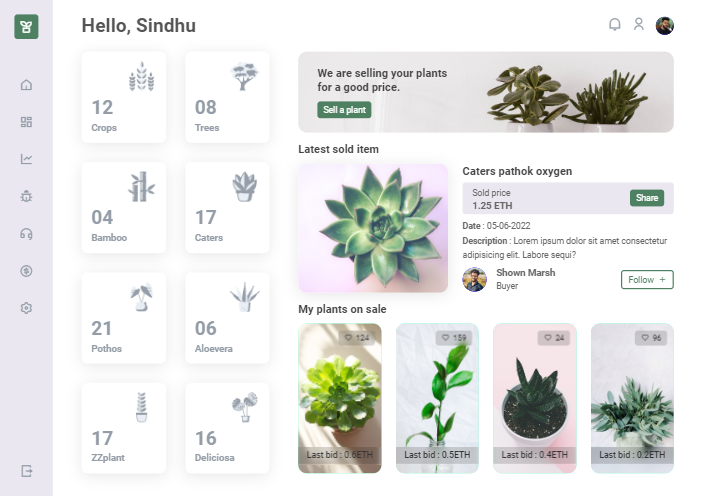 Hello, Sindhu
12
Crops
08
Trees
04
Bamboo
17
Caters
21
Pothos
06
Aloevera
17
ZZplant
16
Deliciosa
We are selling your plants
for a good price.
Sell a plant
Latest sold item
Caters pathok oxygen
Sold price
1.25 ETH
Share
Date : 05-06-2022
Description : Lorem ipsum dolor sit amet consectetur
adipisicing elit. Labore sequi?
Shown Marsh
Buyer
Follow +
My plants on sale
124
Last bid : 0.6ETH
159
Last bid : 0.5ETH
24
Last bid : 0.4ETH
96
Last bid : 0.2ETH